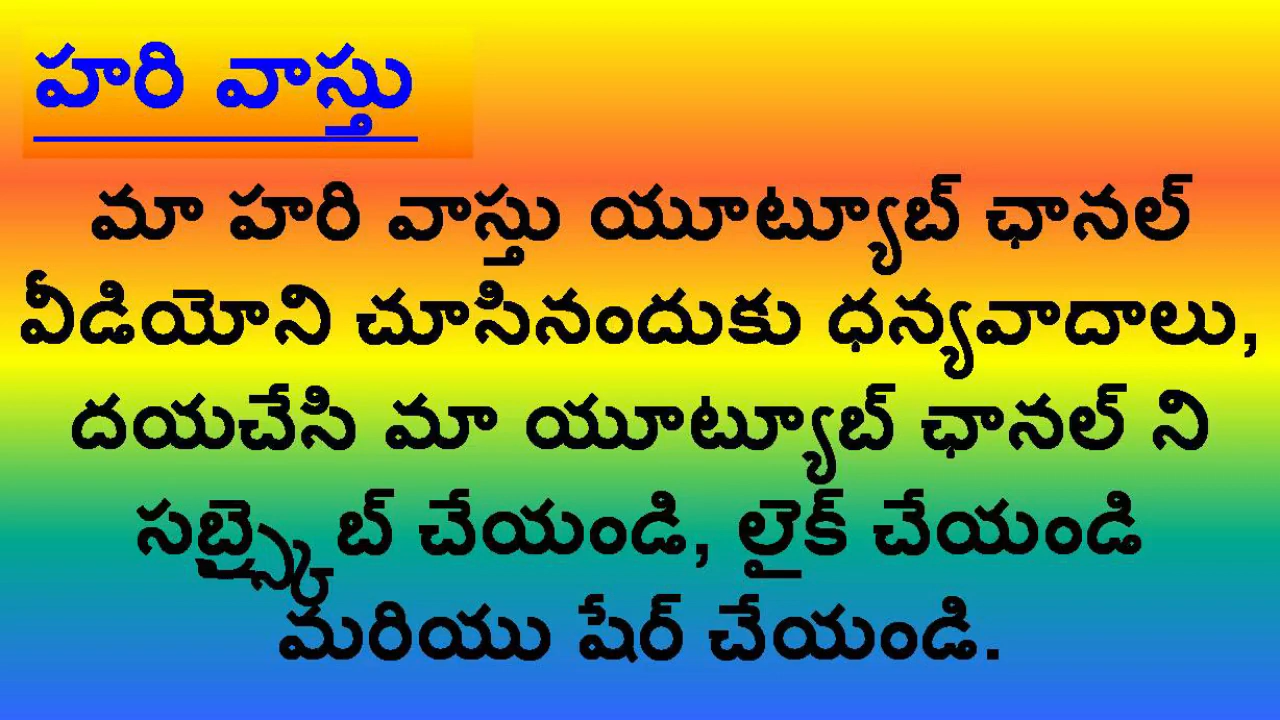 హరి వాస్తు
మా హరి వాస్తు యూట్యూబ్ ఛానల్
వీడియోని చూసినందుకు ధన్యవాదాలు,
దయచేసి మా యూట్యూబ్ ఛానల్ ని
సబ్స్క్రైబ్ చేయండి, లైక్ చేయండి
మరియు షేర్ చేయండి.